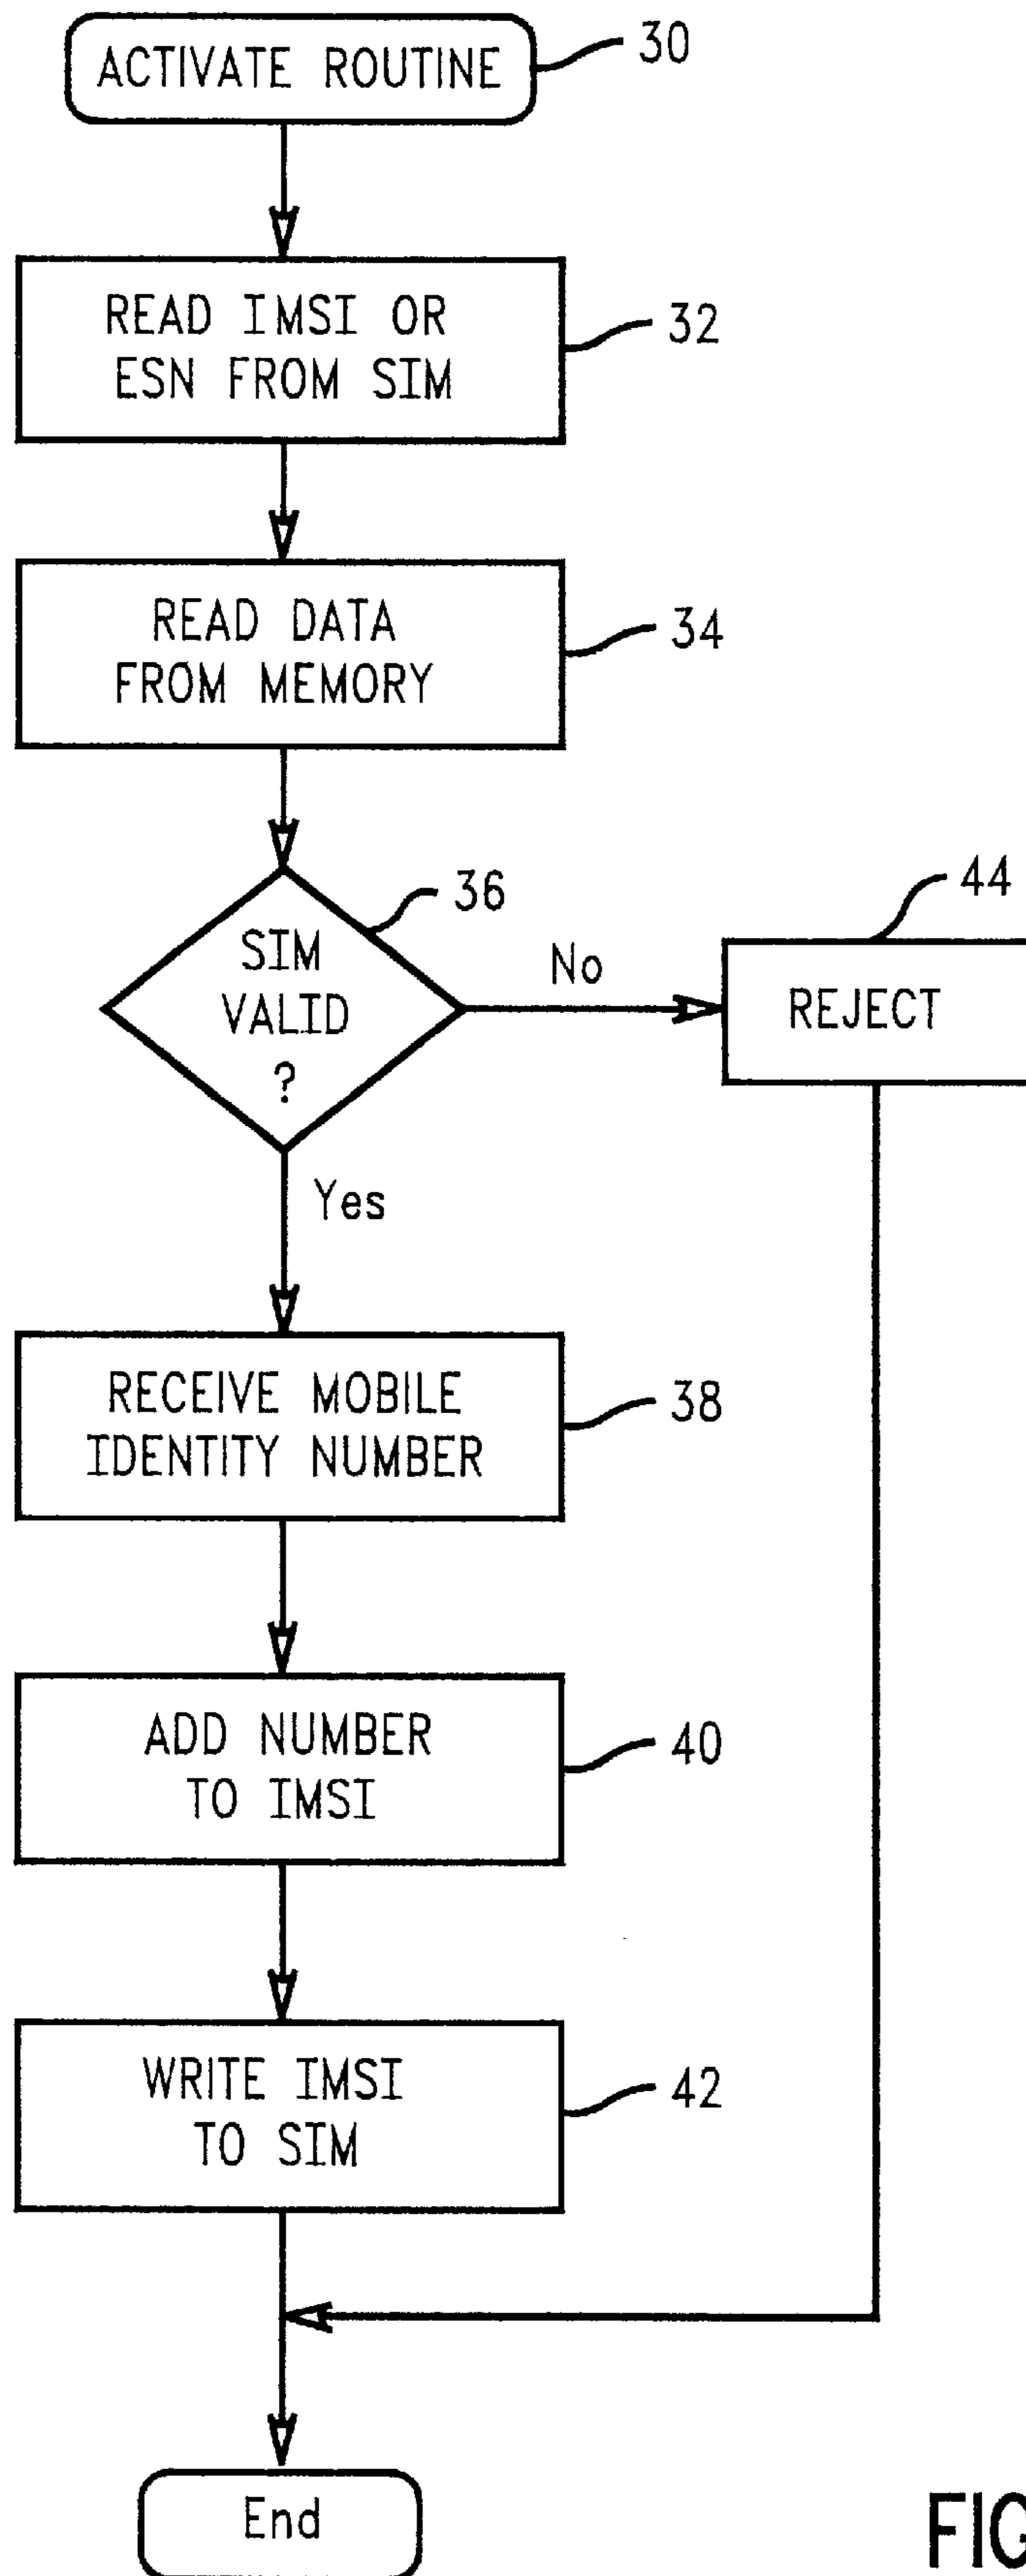 ACTIVATE ROUTINE
30
READ IMSI OR
ESN FROM SIM
32
READ DATA
FROM MEMORY
34
36
SIM
VALID
?
No
44
REJECT
Yes
RECEIVE MOBILE
IDENTITY NUMBER
38
ADD NUMBER
TO IMSI
40
WRITE IMSI
TO SIM
42
End
FIG